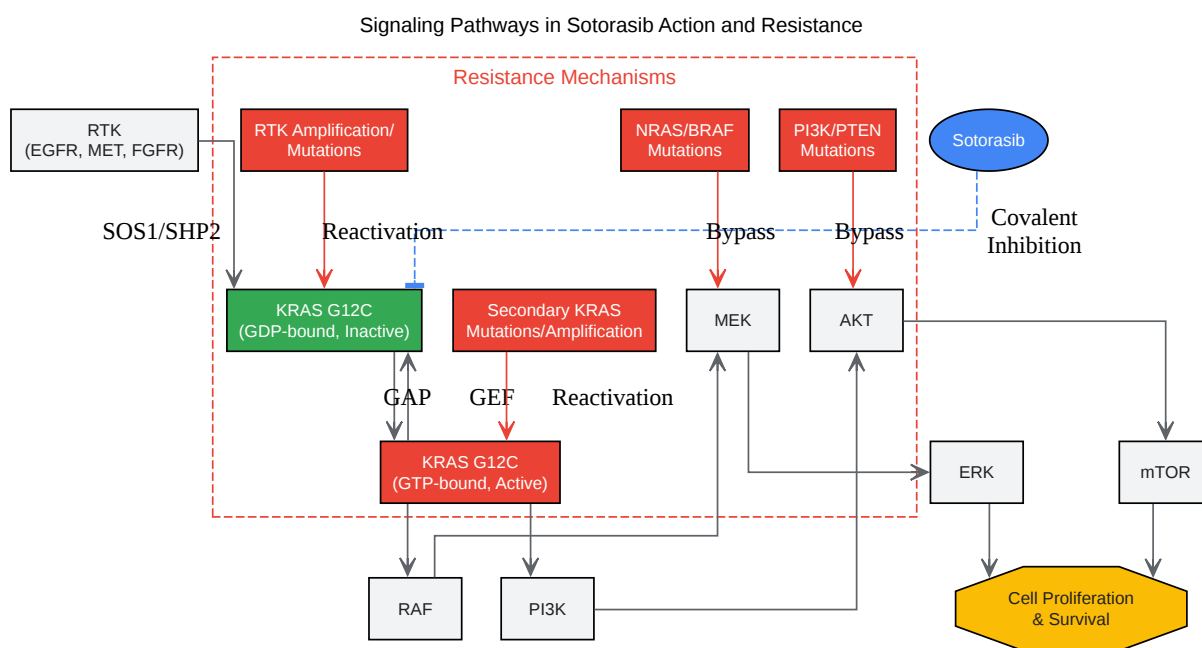 Signaling Pathways in Sotorasib Action and Resistance
Resistance Mechanisms
RTK
(EGFR, MET, FGFR)
RTK Amplification/
Mutations
NRAS/BRAF
Mutations
PI3K/PTEN
Mutations
Sotorasib
SOS1/SHP2
Reactivation
Bypass
Bypass
Covalent
Inhibition
KRAS G12C
(GDP-bound, Inactive)
Secondary KRAS
Mutations/Amplification
MEK
AKT
GAP
GEF
Reactivation
KRAS G12C
(GTP-bound, Active)
ERK
mTOR
RAF
PI3K
Cell Proliferation
& Survival